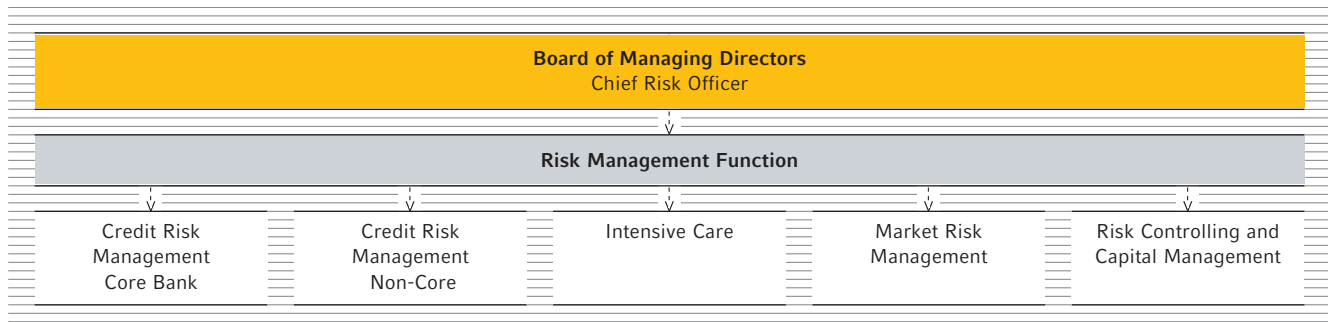 Board of Managing Directors
Chief Risk Officer
Risk Management Function
Credit Risk
Management
Core Bank
Credit Risk
Management
Non-Core
Intensive Care
Market Risk
Management
Risk Controlling and
Capital Management